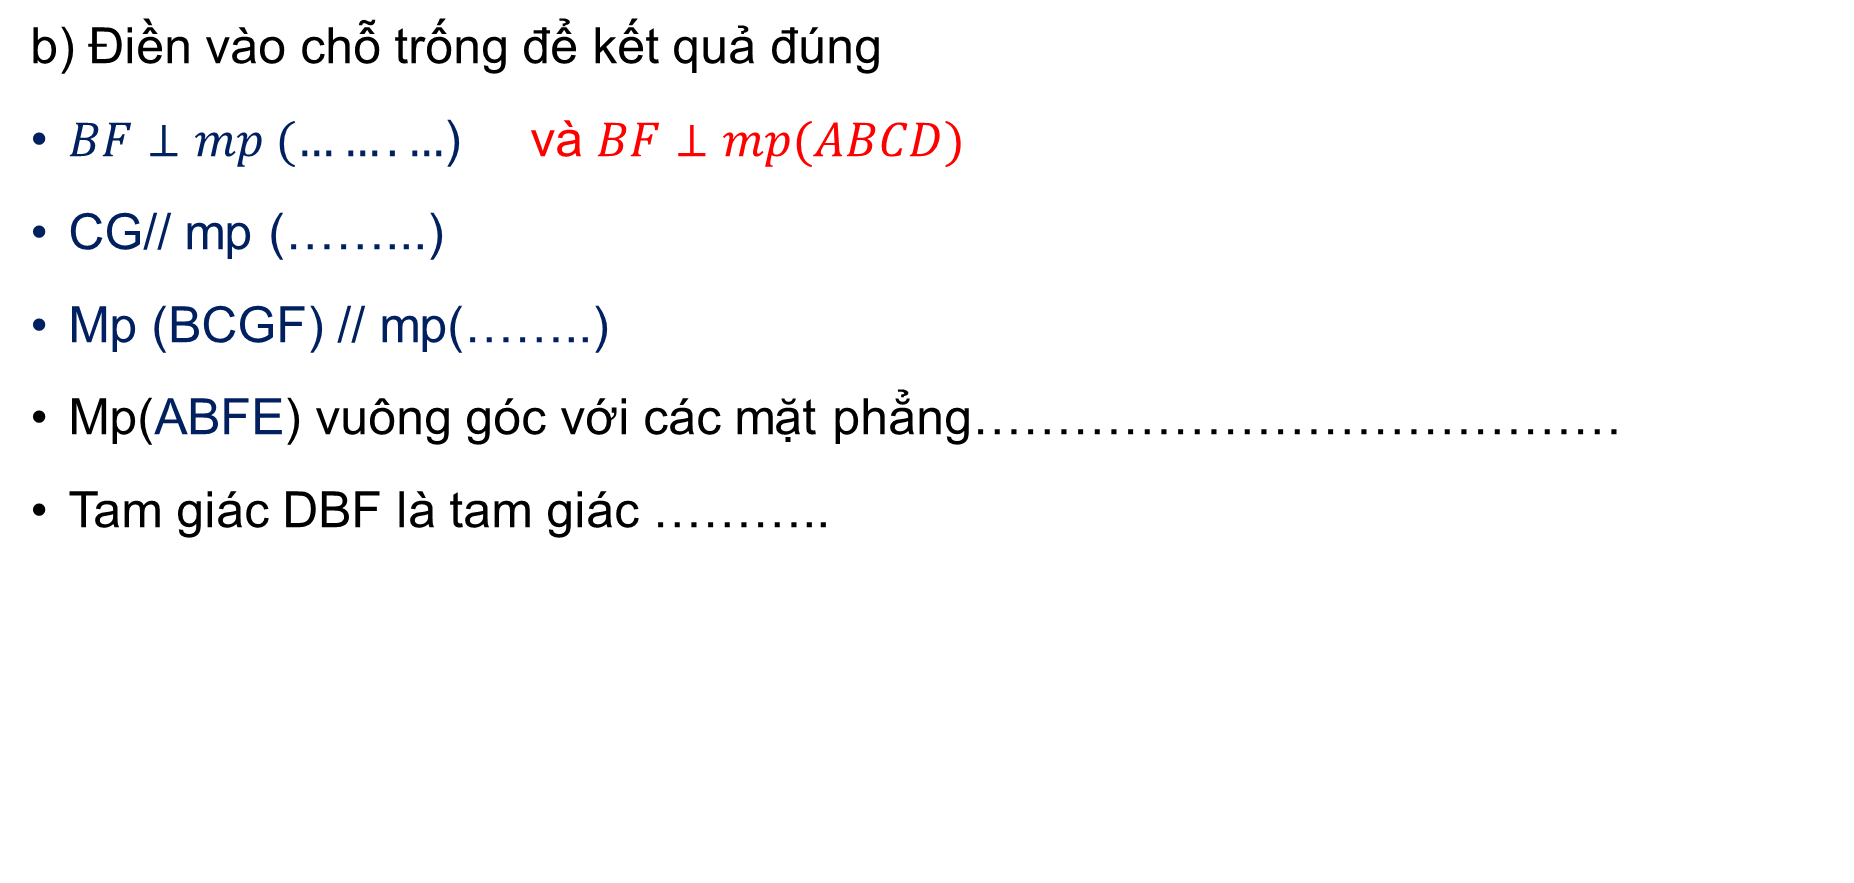 b) Điền vào chỗ trống để kết quả đúng
• 𝐵𝐹 ⊥ 𝑚𝑝 (… … . …) và 𝐵𝐹 ⊥ 𝑚𝑝(𝐴𝐵𝐶𝐷)
• CG// mp (……...)
• Mp (BCGF) // mp(……..)
• Mp(ABFE) vuông góc với các mặt phẳng…………………………………
• Tam giác DBF là tam giác ………..